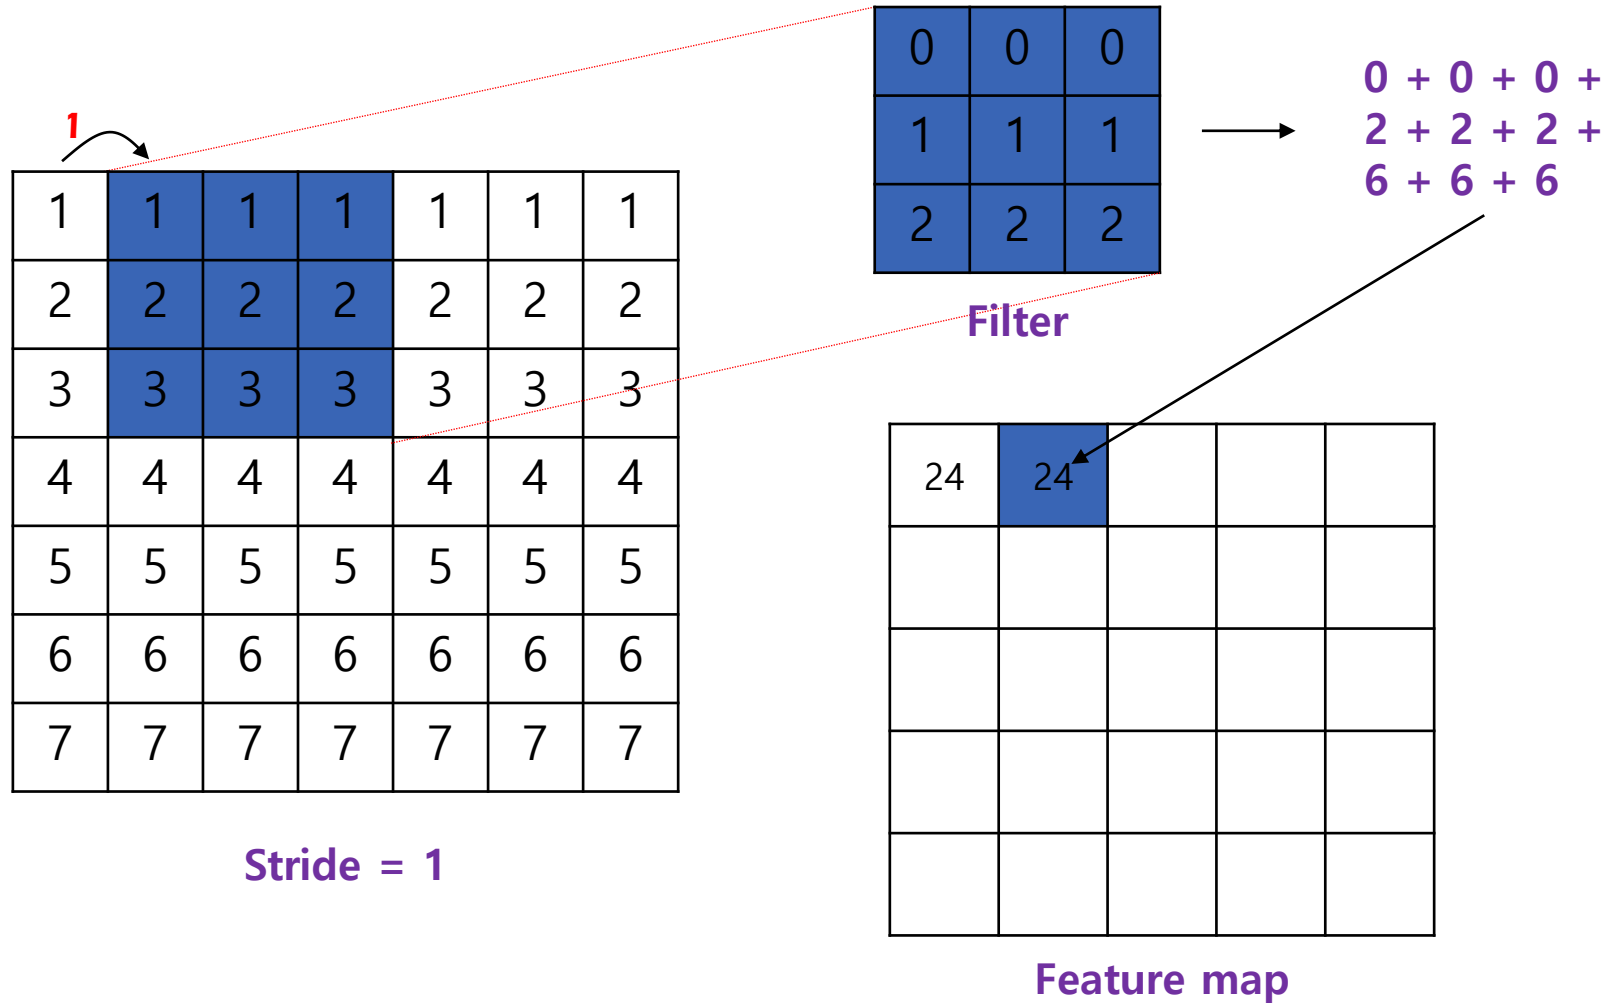 1
1 1 1 1 1 1 1
2 2 2 2 2 2 2
3 3 3 3 3 3 3
4 4 4 4 4 4 4
5 5 5 5 5 5 5
6 6 6 6 6 6 6
7 7 7 7 7 7 7
Stride = 1
0 0 0
1 1 1
2 2 2
Filter
0 + 0 + 0 +
2 + 2 + 2 +
6 + 6 + 6
24 24
Feature map